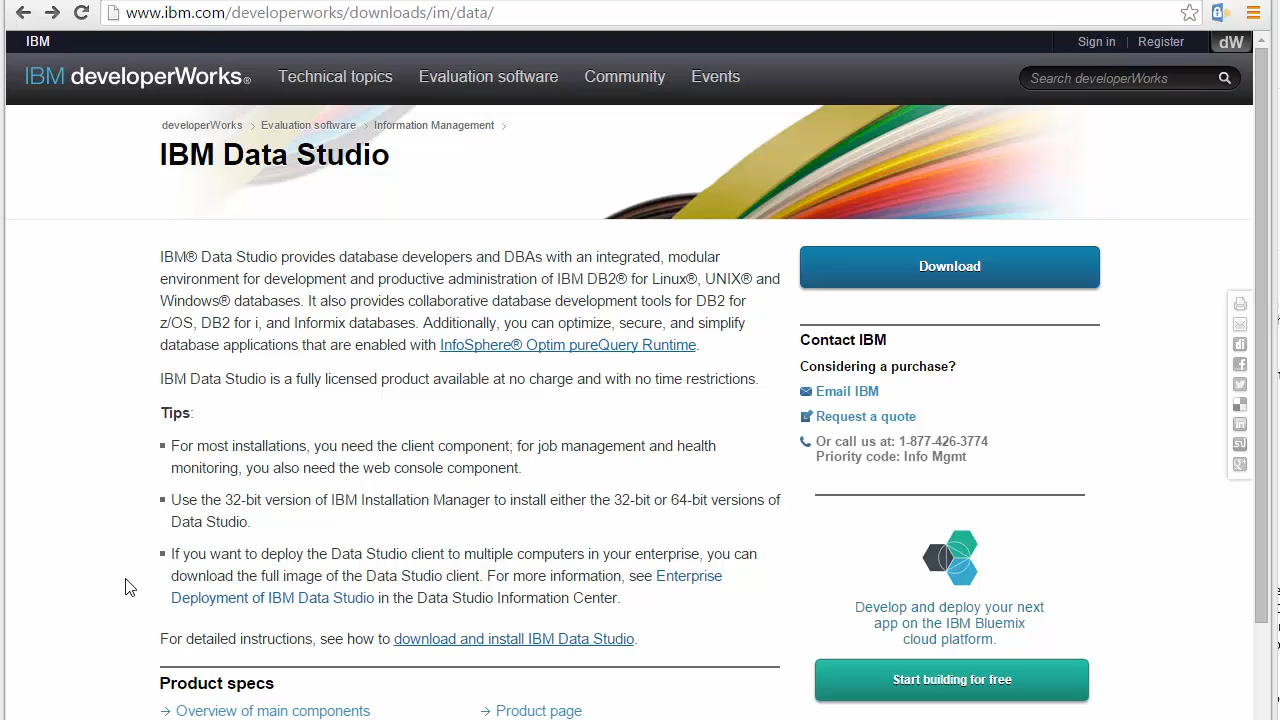 www.ibm.com/developerworks/downloads/im/data/
IBM
Sign in | Register
dW
IBM developerWorks®
Technical topics
Evaluation software
Community
Events
Search developerWorks
developerWorks > Evaluation software > Information Management >
IBM Data Studio
IBM® Data Studio provides database developers and DBAs with an integrated, modular
environment for development and productive administration of IBM DB2® for Linux®, UNIX® and
Windows® databases. It also provides collaborative database development tools for DB2 for
z/OS, DB2 for i, and Informix databases. Additionally, you can optimize, secure, and simplify
database applications that are enabled with InfoSphere® Optim pureQuery Runtime.
IBM Data Studio is a fully licensed product available at no charge and with no time restrictions.
Tips:
For most installations, you need the client component; for job management and health
monitoring, you also need the web console component.
Use the 32-bit version of IBM Installation Manager to install either the 32-bit or 64-bit versions of
Data Studio.
If you want to deploy the Data Studio client to multiple computers in your enterprise, you can
download the full image of the Data Studio client. For more information, see Enterprise
Deployment of IBM Data Studio in the Data Studio Information Center.
For detailed instructions, see how to download and install IBM Data Studio.
Product specs
Overview of main components
Product page
Download
Contact IBM
Considering a purchase?
Email IBM
Request a quote
Or call us at: 1-877-426-3774
Priority code: Info Mgmt
Develop and deploy your next
app on the IBM Bluemix
cloud platform.
Start building for free